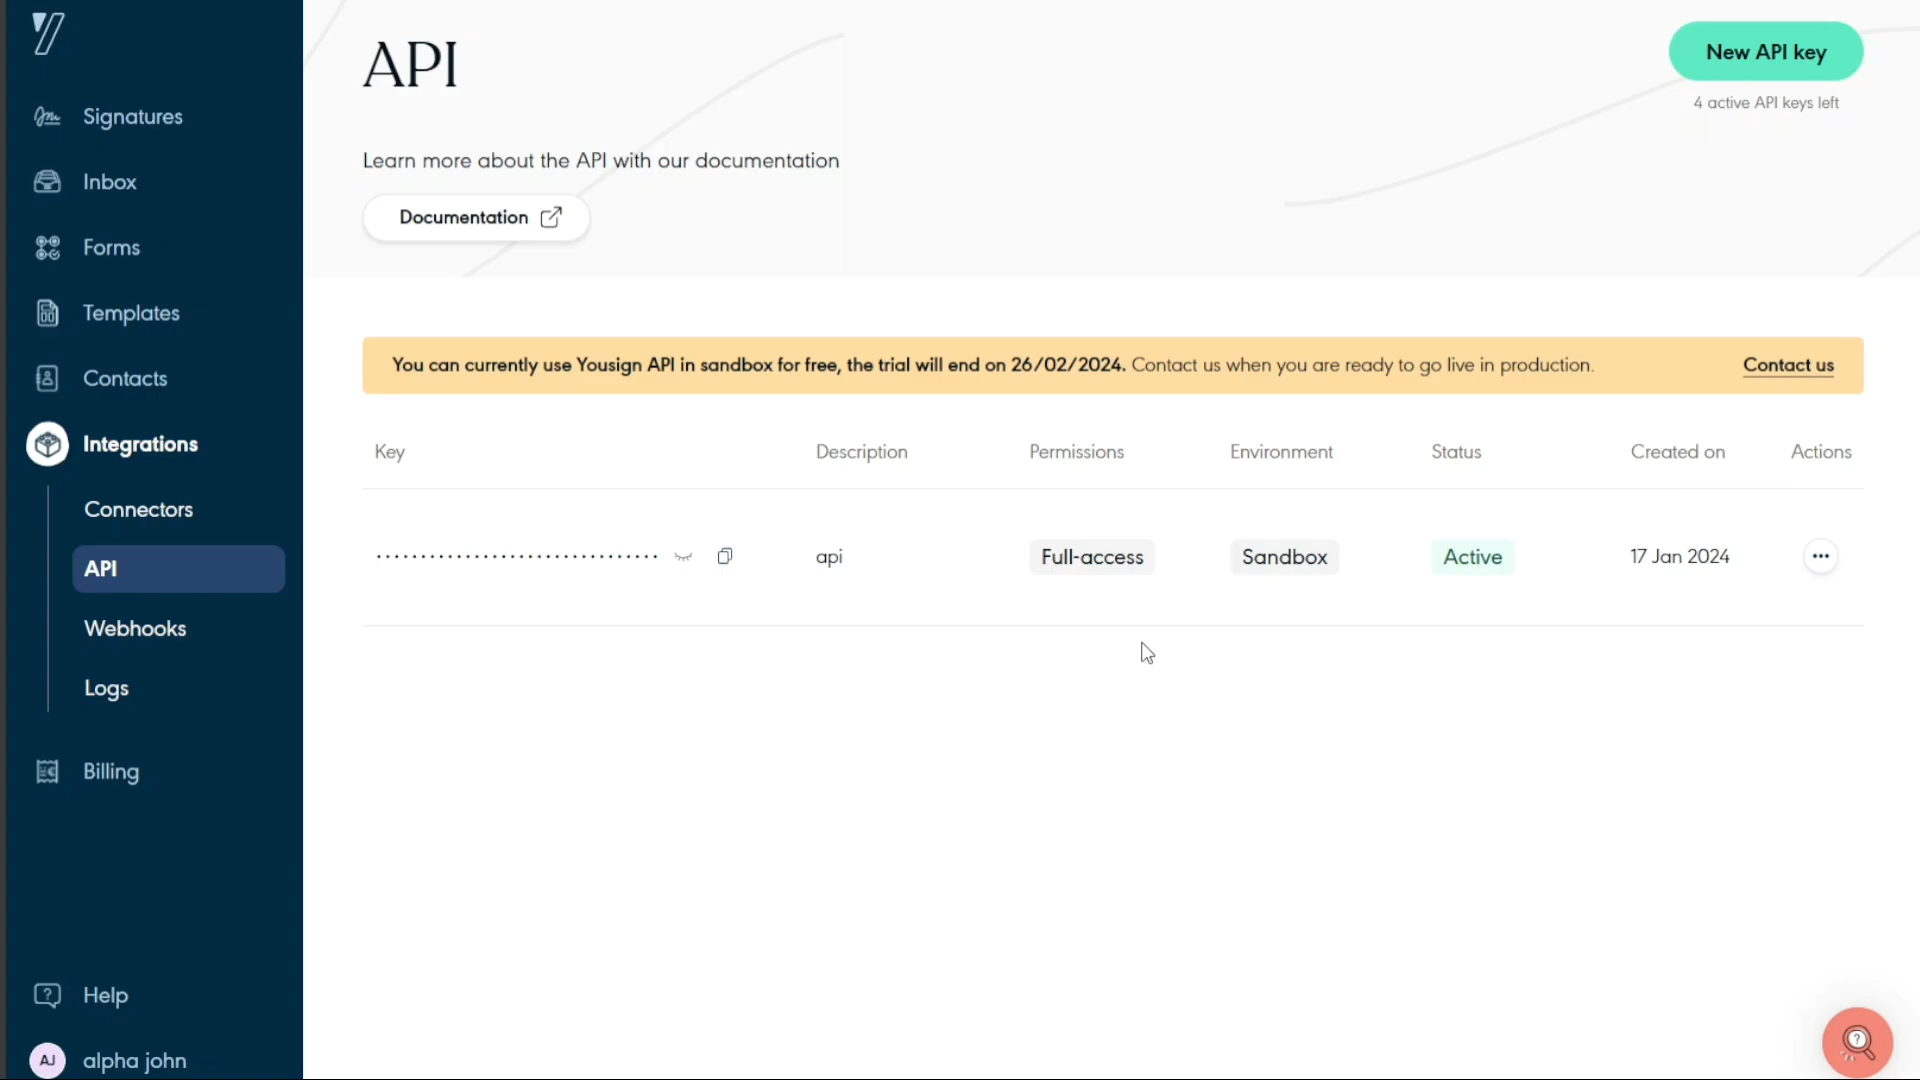 Signatures
Inbox
Forms
Templates
Contacts
Integrations
Connectors
API
Webhooks
Logs
Billing
Help
AJ alpha john
API
New API key
4 active API keys left
Learn more about the API with our documentation
Documentation
You can currently use Yousign API in sandbox for free, the trial will end on 26/02/2024. Contact us when you are ready to go live in production. Contact us
Key Description Permissions Environment Status Created on Actions
api Full-access Sandbox Active 17 Jan 2024